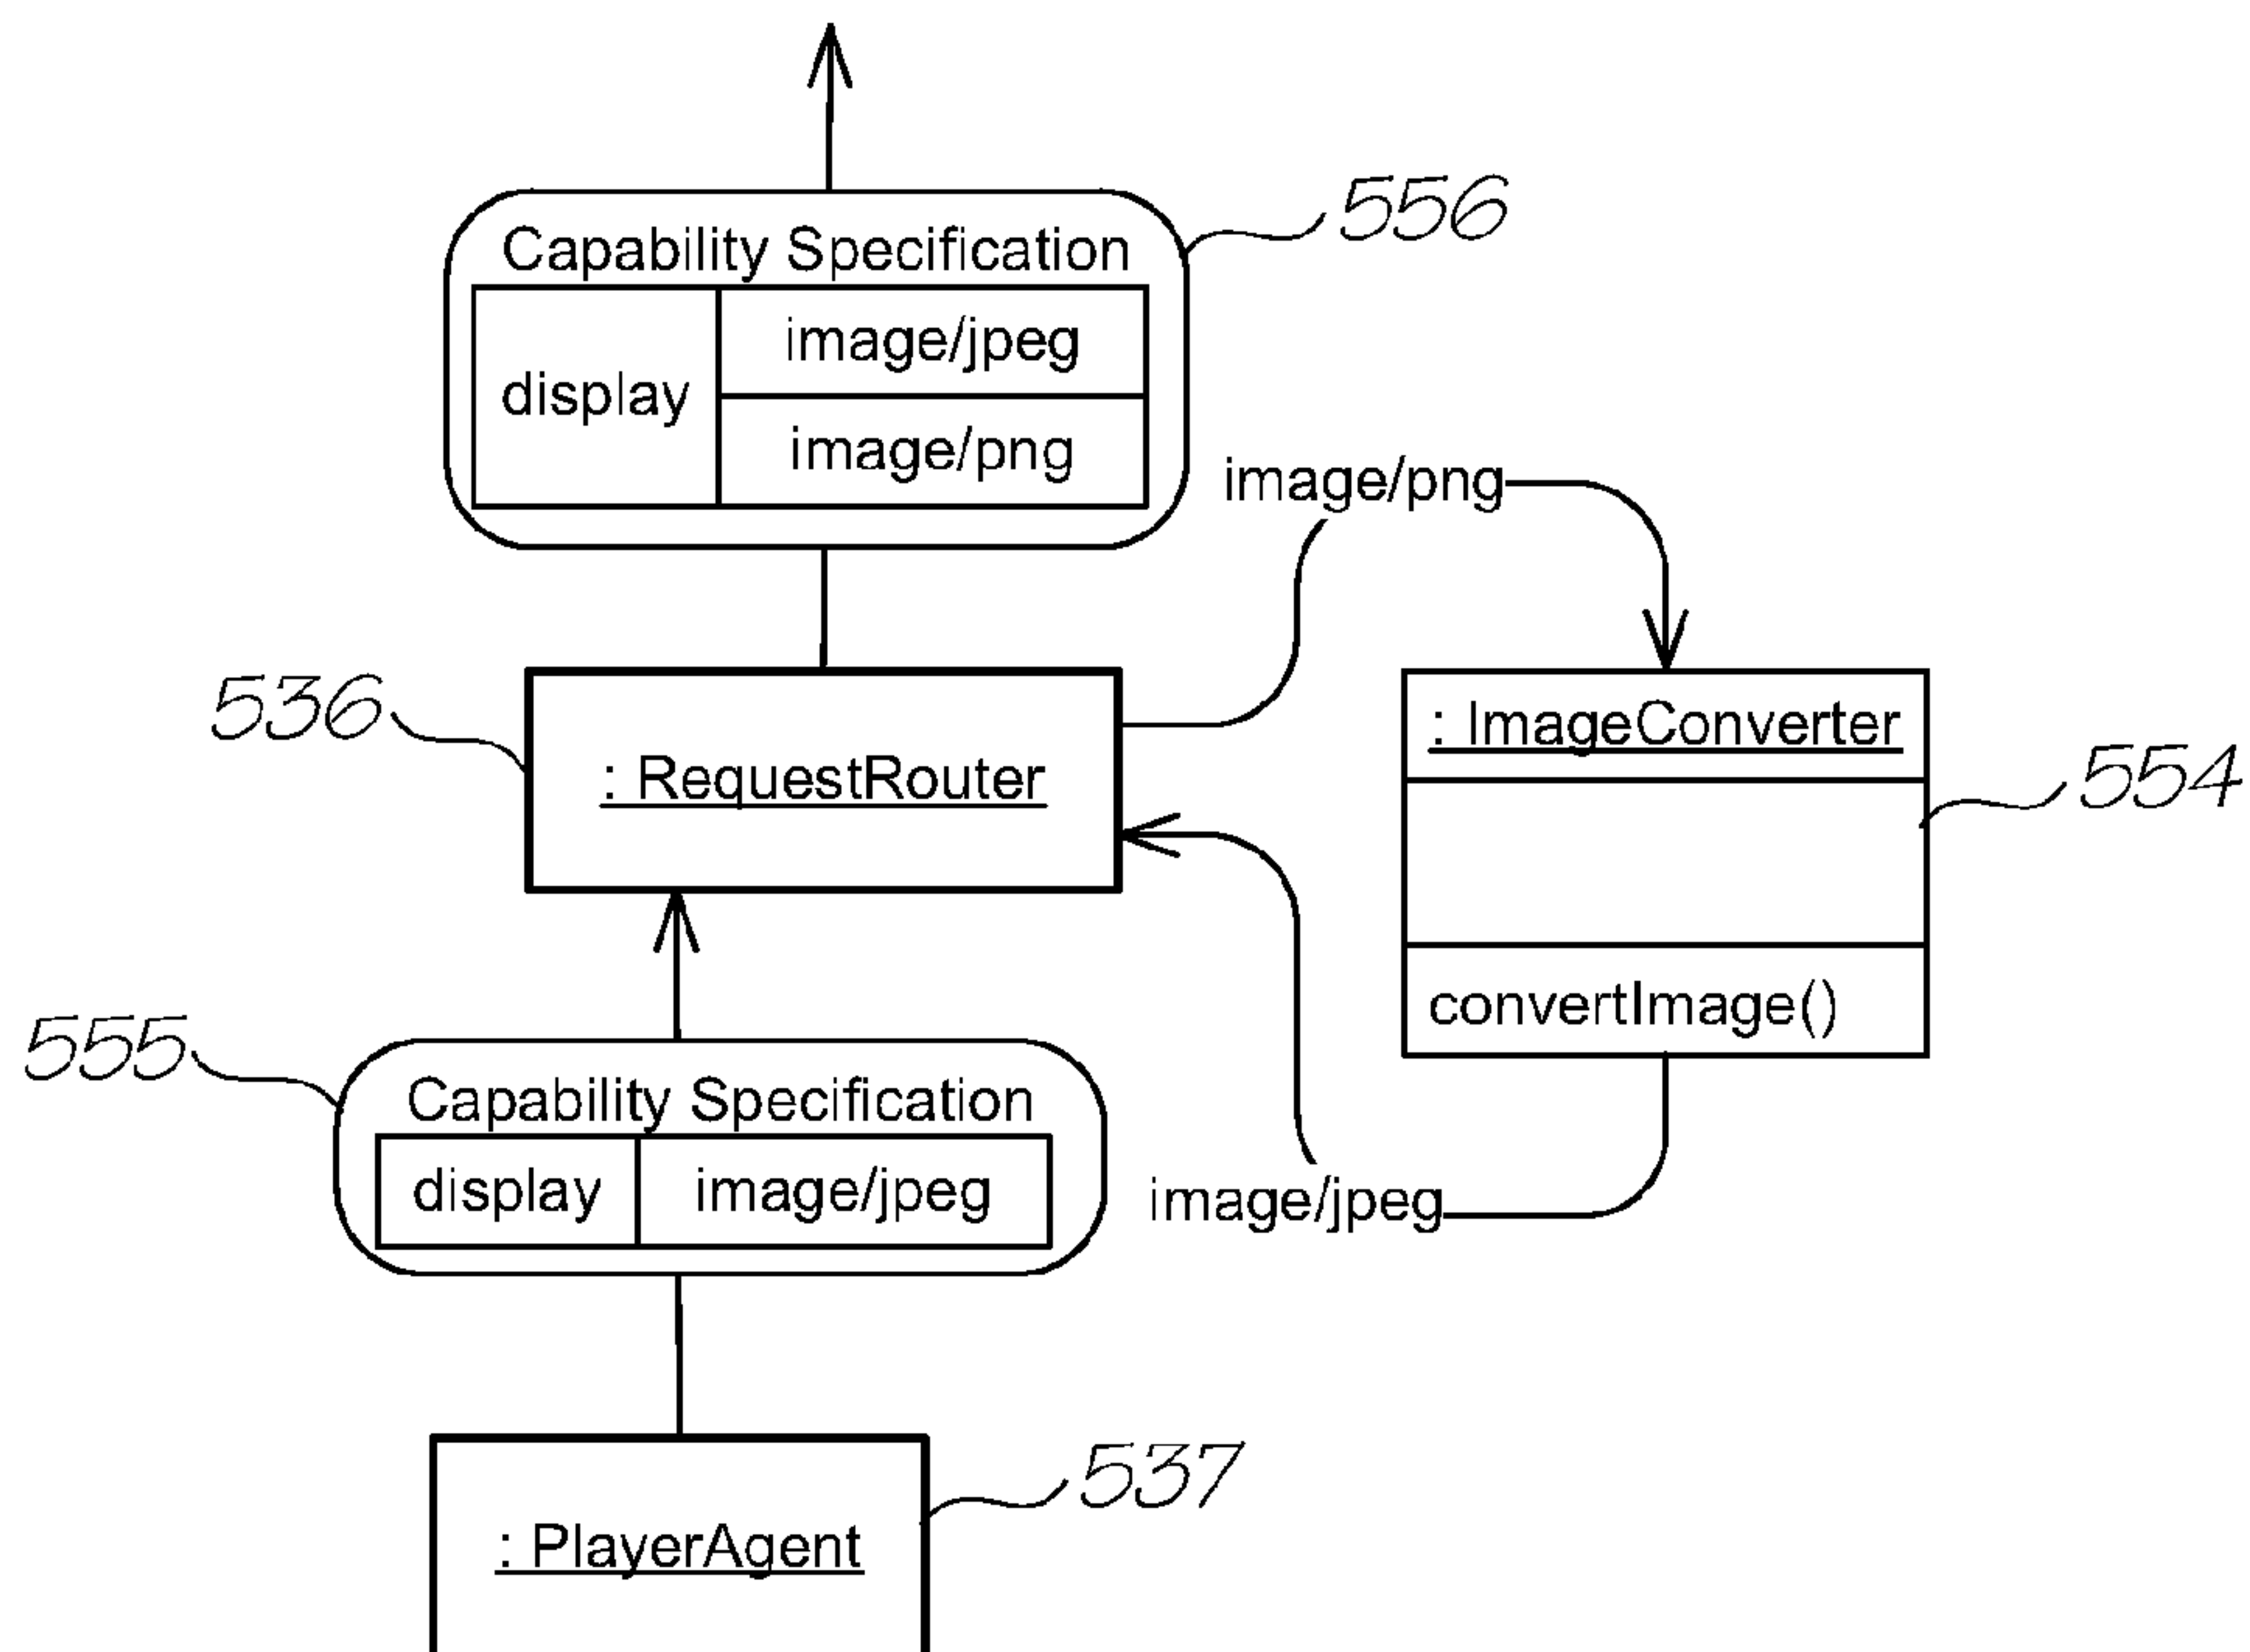 556
Capability Specification
display
image/jpeg
image/png
image/png
536
: RequestRouter
: ImageConverter
554
convertImage()
555
Capability Specification
display
image/jpeg
image/jpeg
537
: PlayerAgent